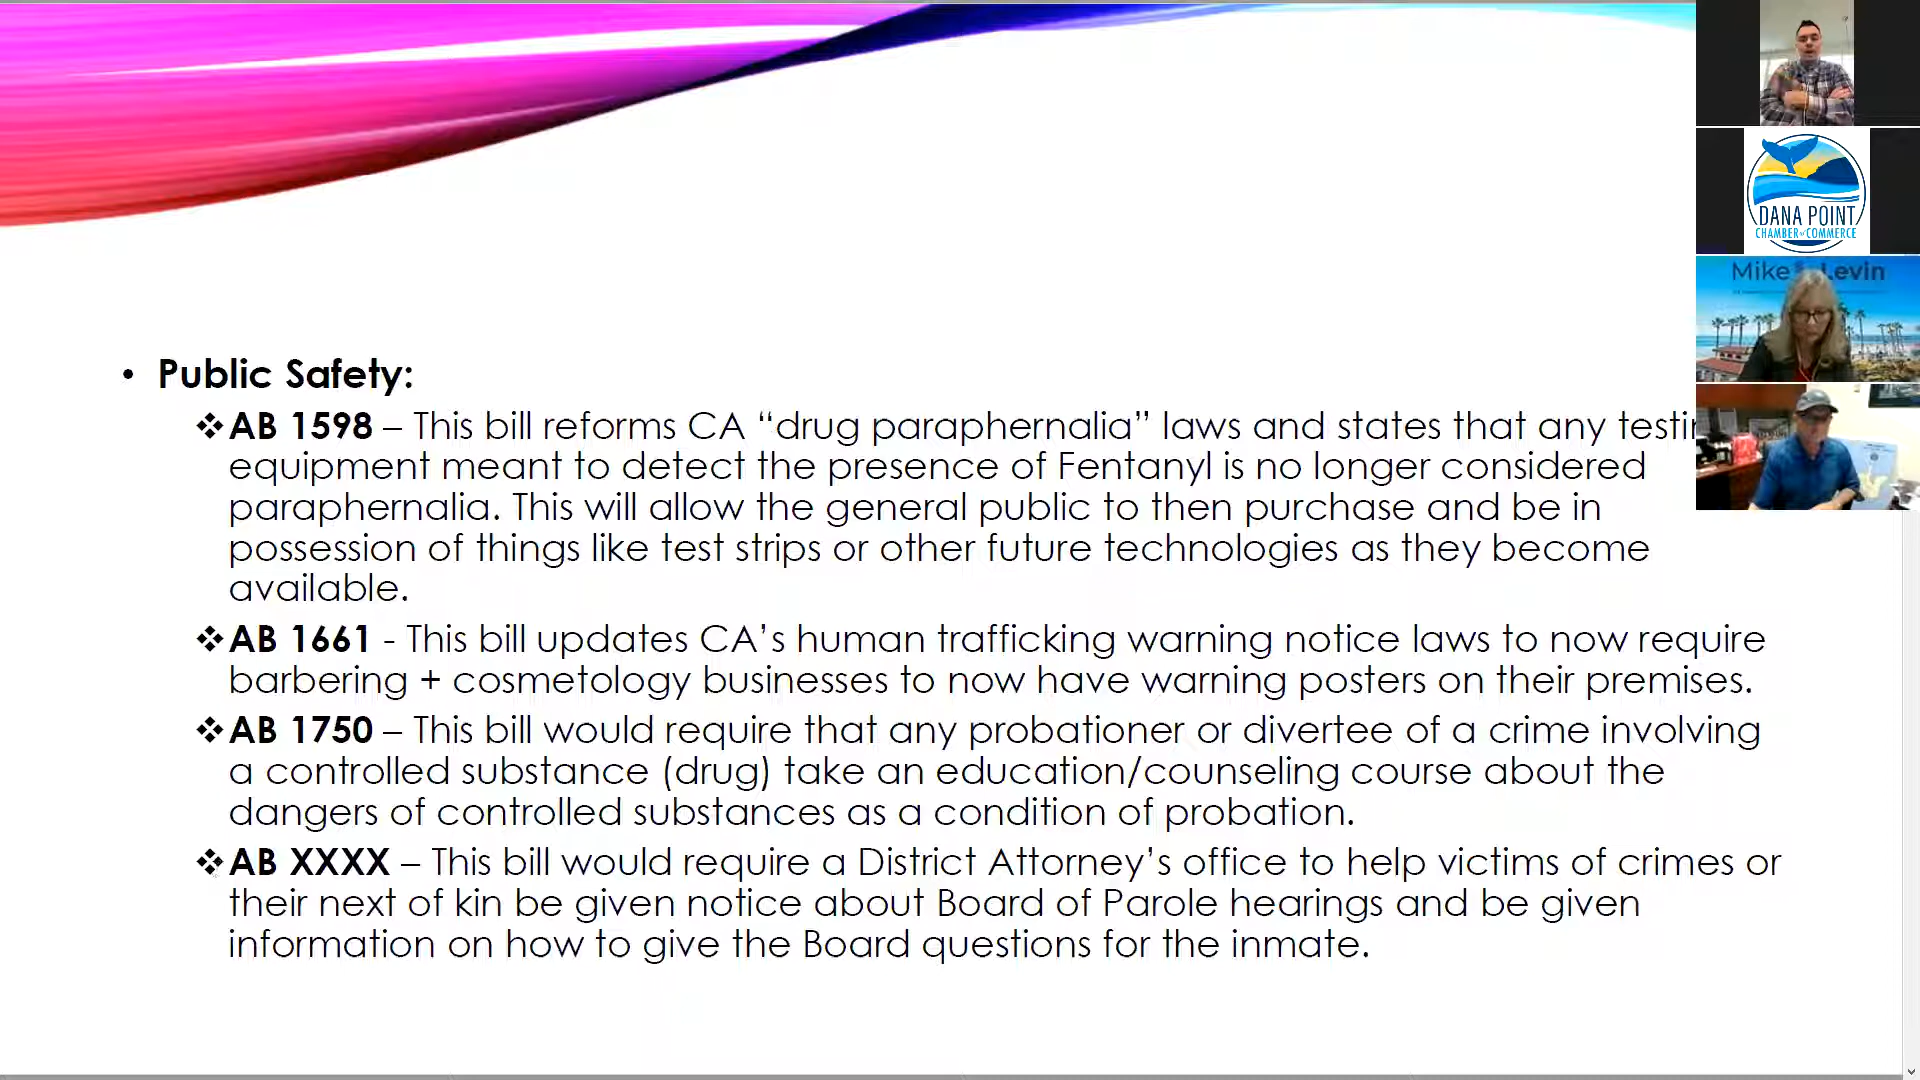 • Public Safety:
❖AB 1598 – This bill reforms CA “drug paraphernalia” laws and states that any
equipment meant to detect the presence of Fentanyl is no longer considered
paraphernalia. This will allow the general public to then purchase and be in
possession of things like test strips or other future technologies as they become
available.
❖AB 1661 - This bill updates CA’s human trafficking warning notice laws to now require
barbering + cosmetology businesses to now have warning posters on their premises.
❖AB 1750 – This bill would require that any probationer or divertee of a crime involving
a controlled substance (drug) take an education/counseling course about the
dangers of controlled substances as a condition of probation.
❖AB XXXX – This bill would require a District Attorney’s office to help victims of crimes or
their next of kin be given notice about Board of Parole hearings and be given
information on how to give the Board questions for the inmate.
DANA POINT
CHAMBER of COMMERCE
Mike Levin